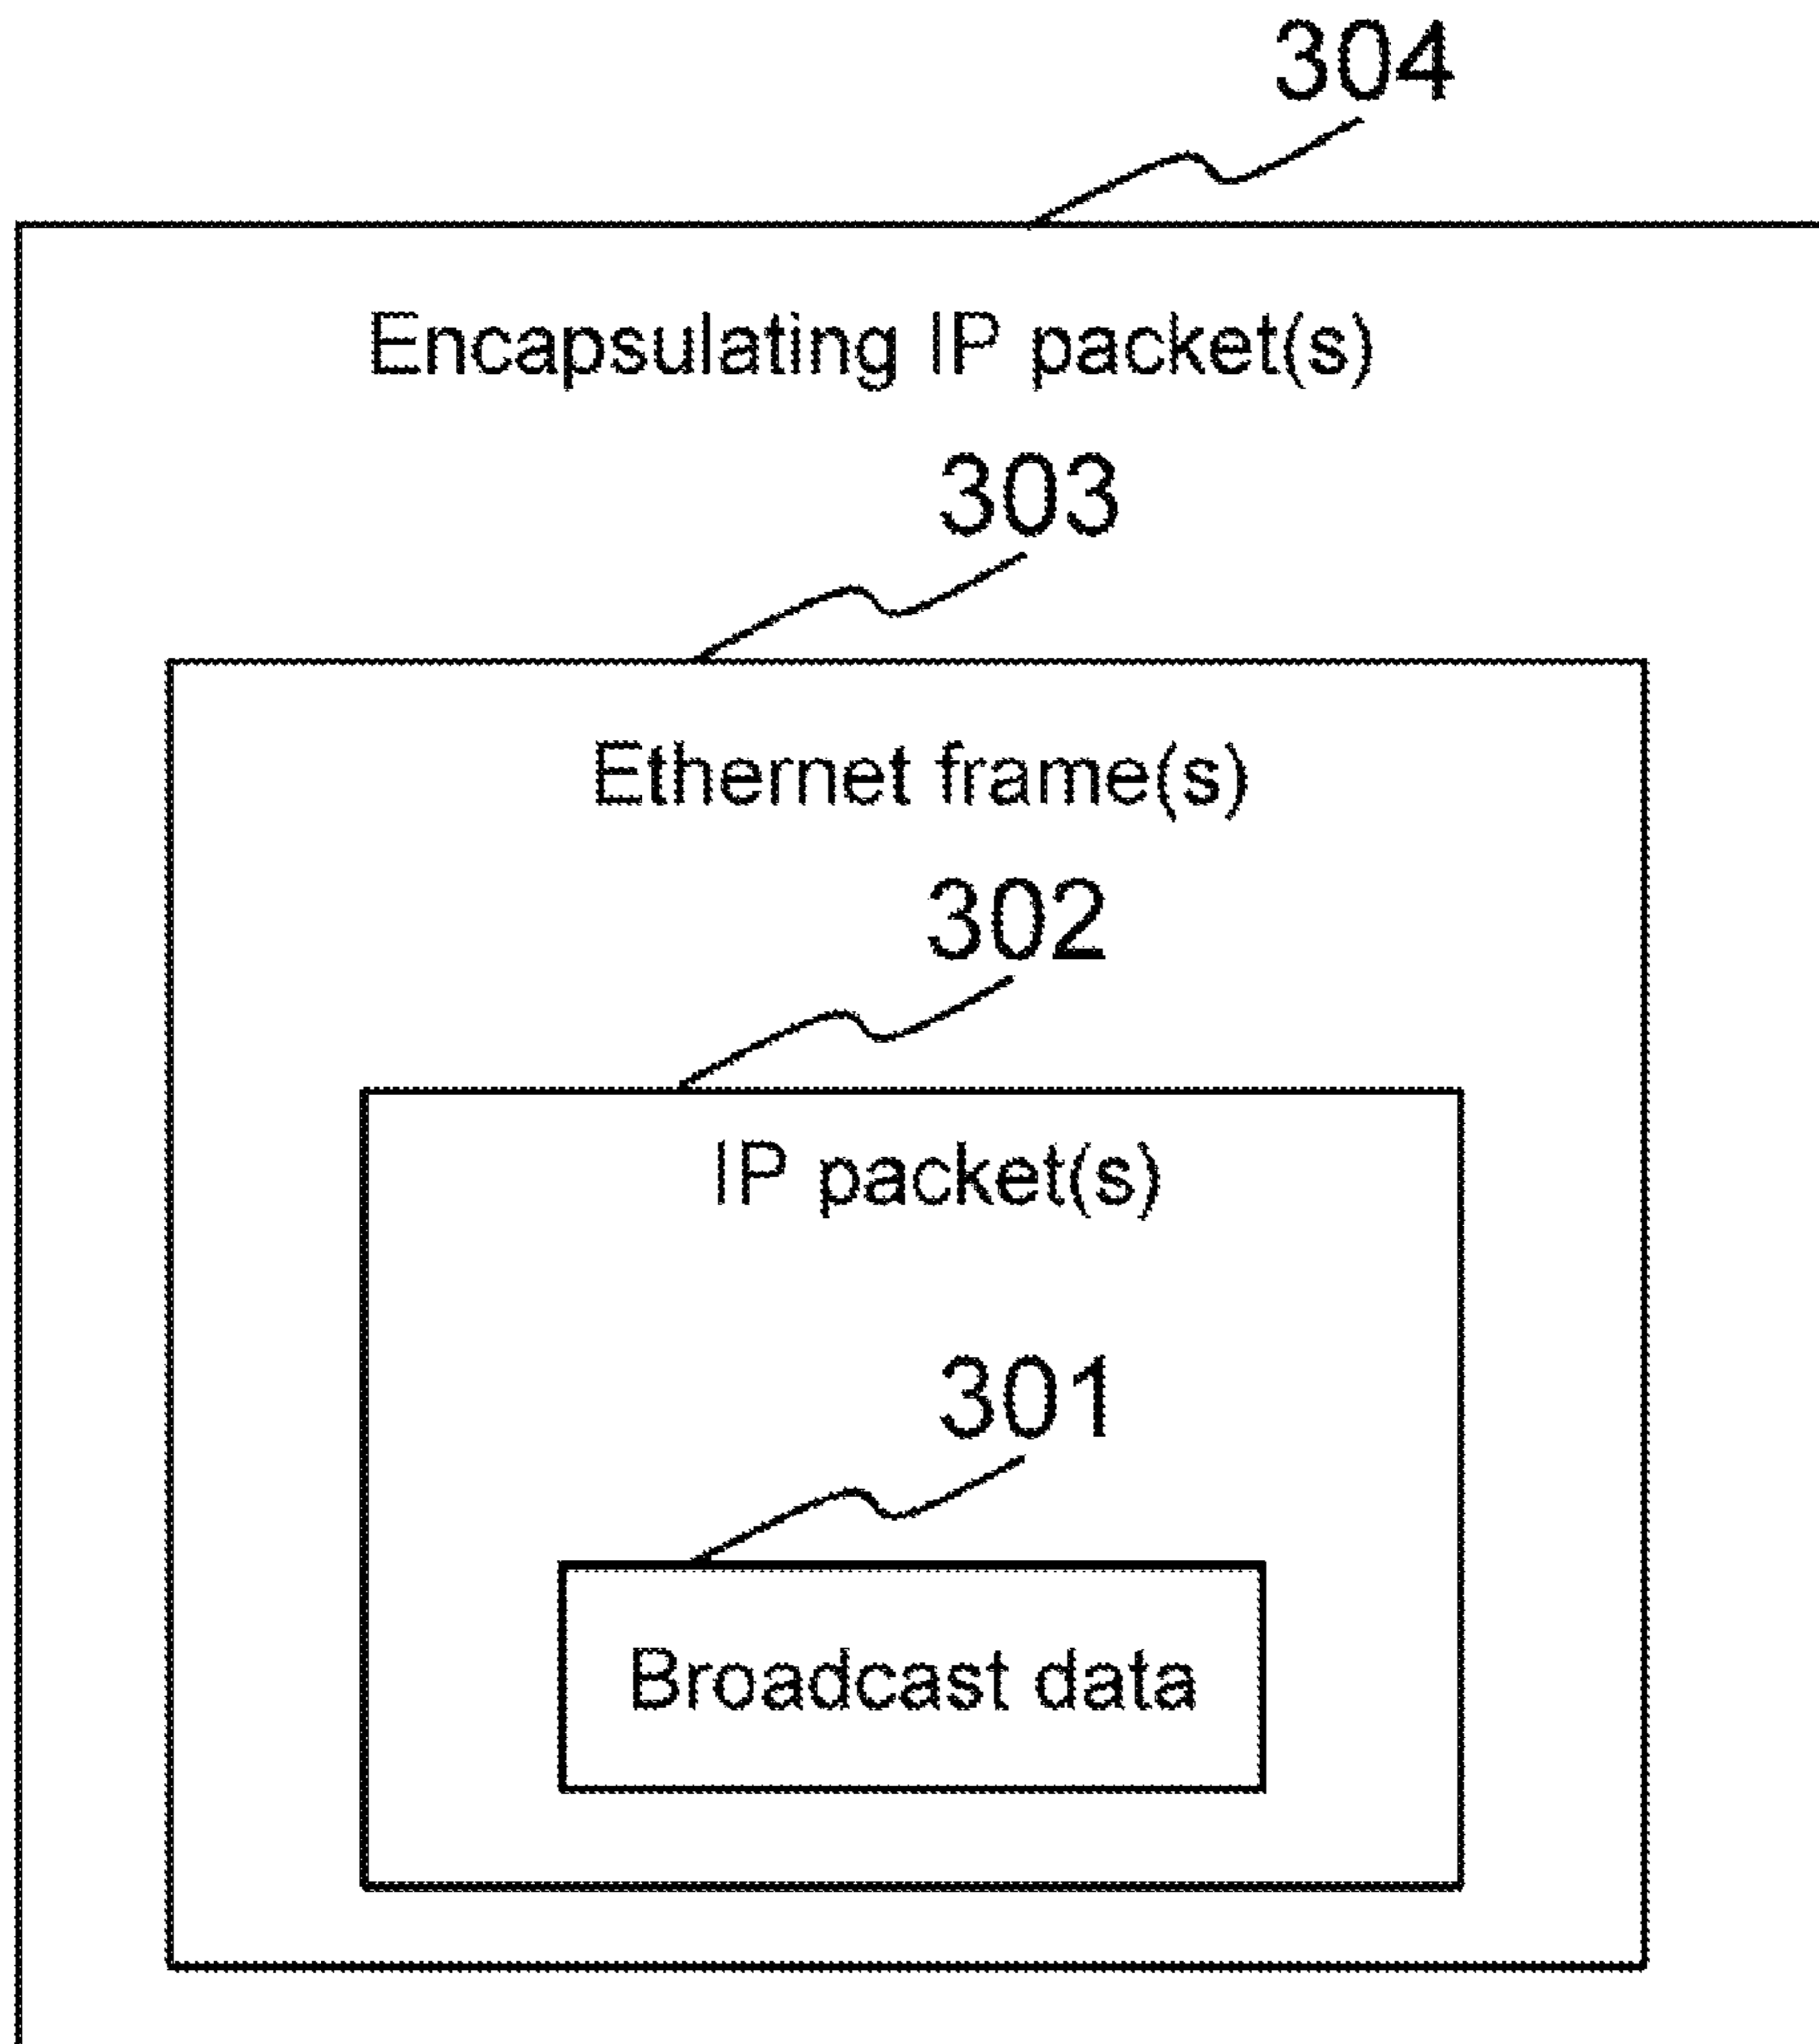 304
Encapsulating IP packet(s)
303
Ethernet frame(s)
302
IP packet(s)
301
Broadcast data